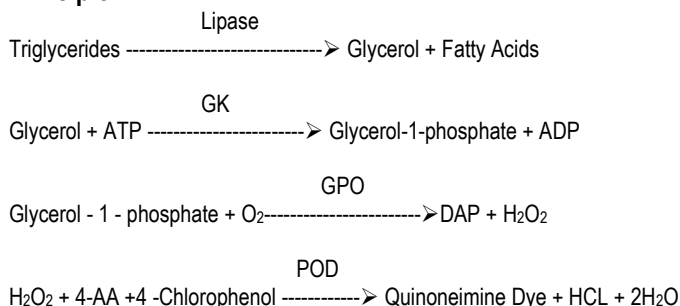 Lipase
Triglycerides ------------------------------➢ Glycerol + Fatty Acids
GK
Glycerol + ATP ------------------------➢ Glycerol-1-phosphate + ADP
GPO
Glycerol - 1 - phosphate + O₂------------------------➢DAP + H₂O₂
POD
H₂O₂ + 4-AA +4 -Chlorophenol ------------➢ Quinoneimine Dye + HCL + 2H₂O